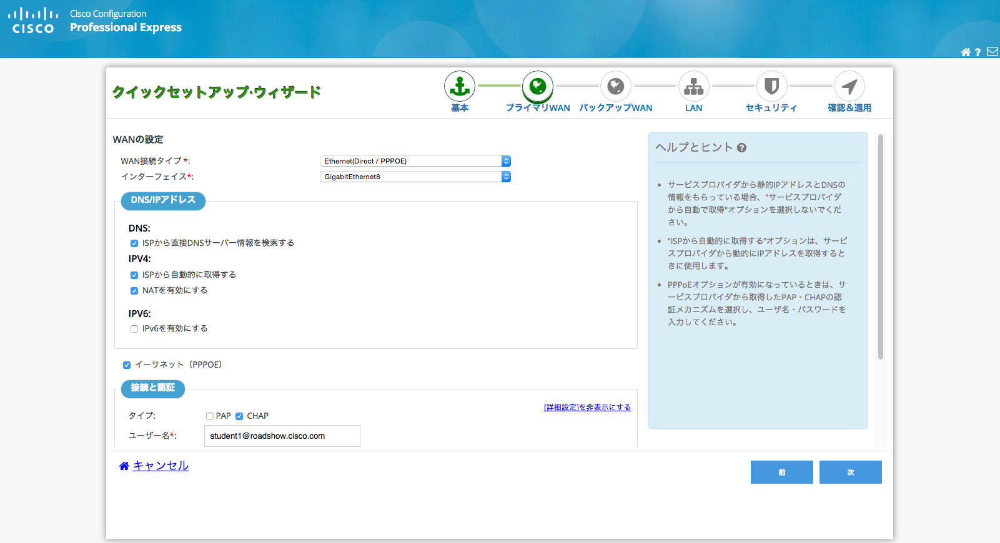 CISCO
Cisco Configuration
Professional Express
クイックセットアップ·ウィザード
基本
プライマリWAN
バックアップWAN
LAN
セキュリティ
確認＆適用
WANの設定
WAN接続タイプ *:
Ethernet(Direct / PPPOE)
インターフェイス*:
GigabitEthernet8
DNS/IPアドレス
DNS:
ISPから直接DNSサーバー情報を検索する
IPV4:
ISPから自動的に取得する
NATを有効にする
IPV6:
IPv6を有効にする
イーサネット（PPPOE）
接続と認証
[詳細設定]を非表示にする
タイプ:
PAP
CHAP
ユーザー名*:
student1@roadshow.cisco.com
ヘルプとヒント
サービスプロバイダから静的IPアドレスとDNSの
情報をもらっている場合、"サービスプロバイダ
から自動で取得"オプションを選択しないでくだ
さい。
”ISPから自動的に取得する”オプションは、サービ
スプロバイダから動的にIPアドレスを取得すると
きに使用します。
PPPoEオプションが有効になっているときは、サ
ービスプロバイダから取得したPAP・CHAPの認
証メカニズムを選択し、ユーザ名・パスワードを
入力してください。
キャンセル
前
次